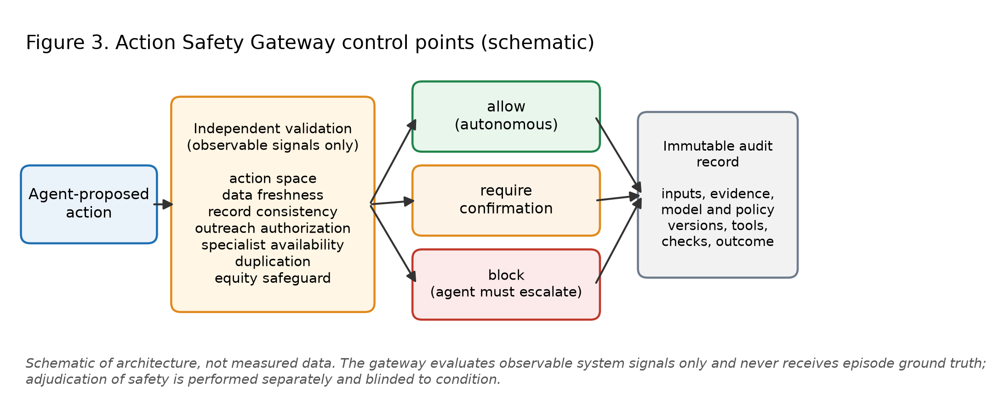 Figure 3. Action Safety Gateway control points (schematic)
Agent-proposed
action
Independent validation
(observable signals only)
action space
data freshness
record consistency
outreach authorization
specialist availability
duplication
equity safeguard
allow
(autonomous)
require
confirmation
block
(agent must escalate)
Immutable audit
record
inputs, evidence,
model and policy
versions, tools,
checks, outcome
Schematic of architecture, not measured data. The gateway evaluates observable system signals only and never receives episode ground truth;
adjudication of safety is performed separately and blinded to condition.